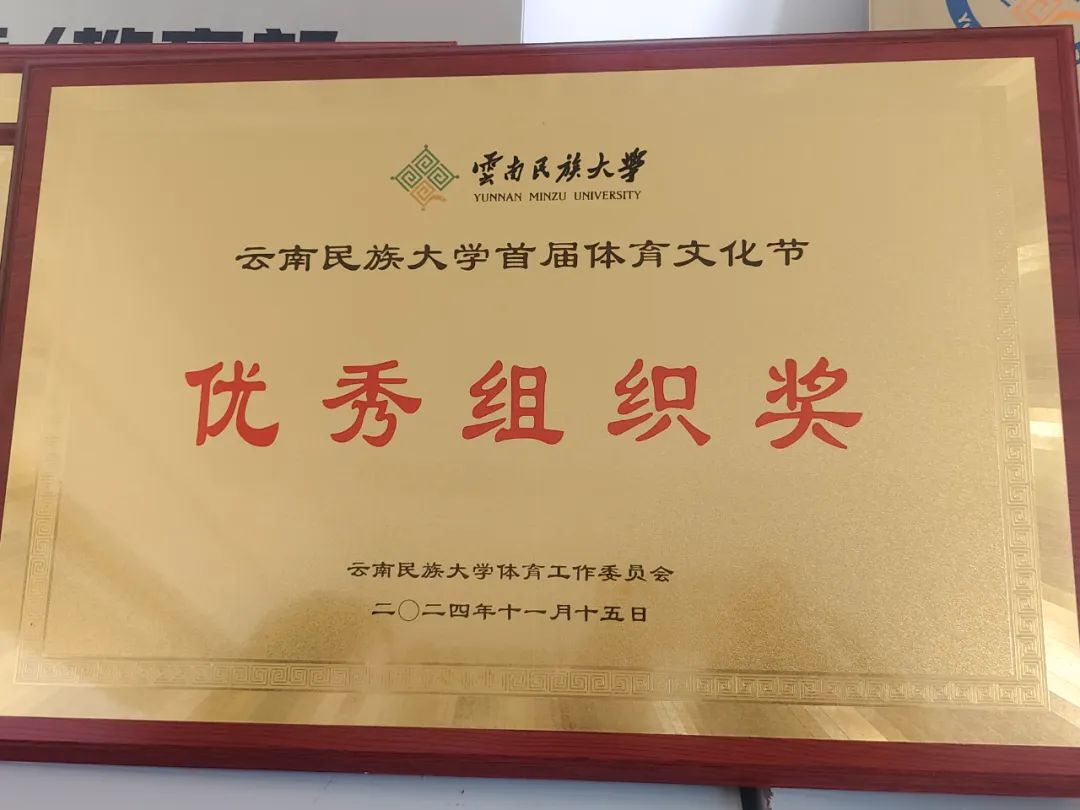 雲南民族大學
YUNNAN MINZU UNIVERSITY
云南民族大学首届体育文化节
优秀组织奖
云南民族大学体育工作委员会
二〇二四年十一月十五日